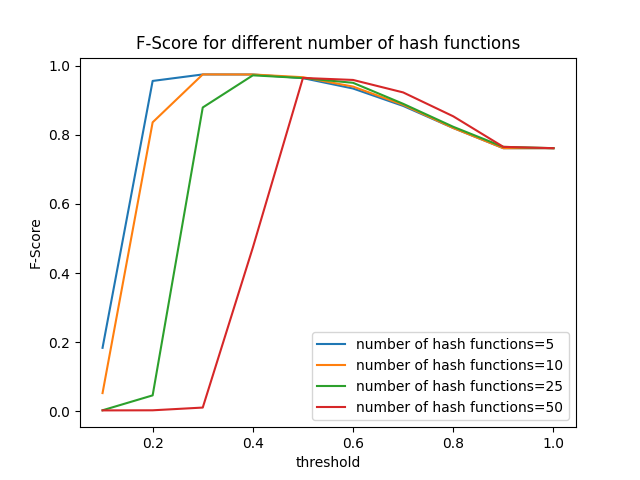 F-Score for different number of hash functions
1.0
0.8
0.6
0.4
0.2
0.0
F-Score
number of hash functions=5
number of hash functions=10
number of hash functions=25
number of hash functions=50
0.2 0.4 0.6 0.8 1.0
threshold